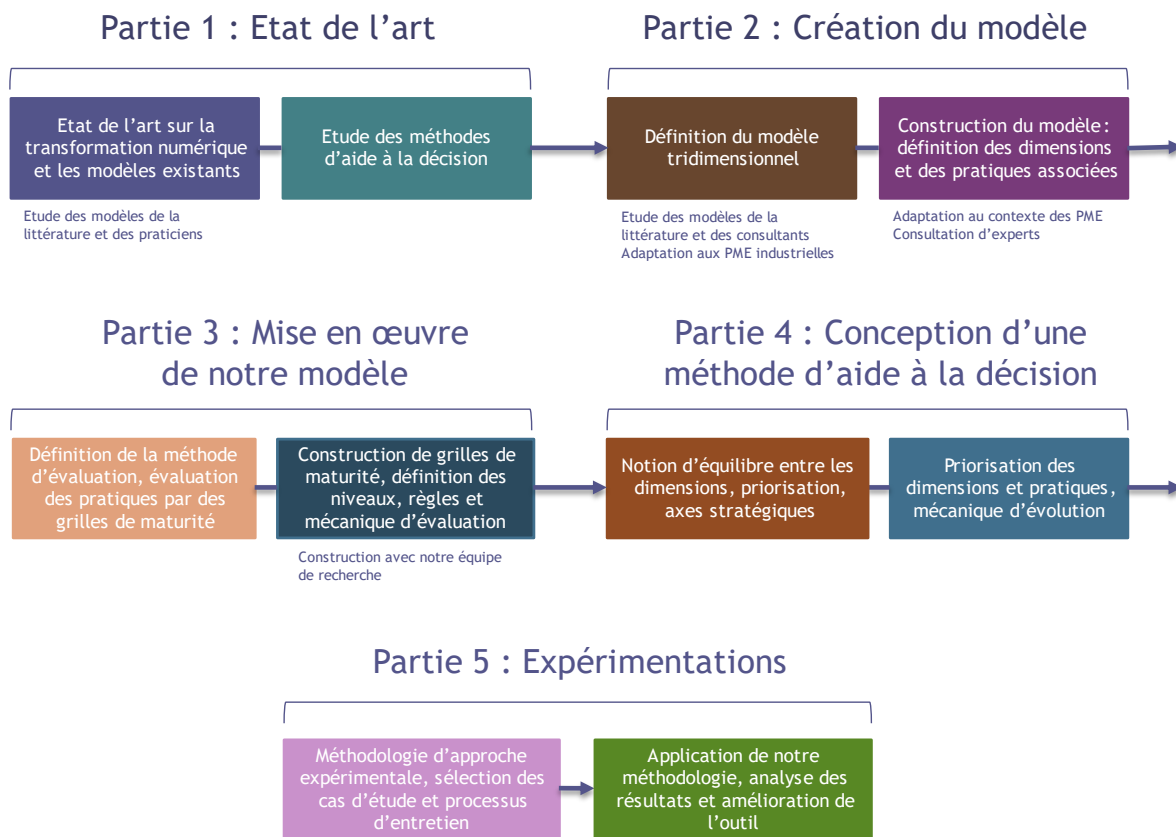 Partie 1 : Etat de l’art
Partie 2 : Création du modèle
Etat de l’art sur la
transformation numérique
et les modèles existants
Etude des méthodes
d’aide à la décision
Définition du modèle
tridimensionnel
Construction du modèle :
définition des dimensions
et des pratiques associées
Etude des modèles de la
littérature et des praticiens
Etude des modèles de la
littérature et des consultants
Adaptation aux PME industrielles
Adaptation au contexte des PME
Consultation d’experts
Partie 3 : Mise en œuvre
de notre modèle
Partie 4 : Conception d’une
méthode d’aide à la décision
Définition de la méthode
d’évaluation, évaluation
des pratiques par des
grilles de maturité
Construction de grilles de
maturité, définition des
niveaux, règles et
mécanique d’évaluation
Notion d’équilibre entre les
dimensions, priorisation,
axes stratégiques
Priorisation des
dimensions et pratiques,
mécanique d’évolution
Construction avec notre équipe
de recherche
Partie 5 : Expérimentations
Méthodologie d’approche
expérimentale, sélection des
cas d’étude et processus
d’entretien
Application de notre
méthodologie, analyse des
résultats et amélioration de
l’outil